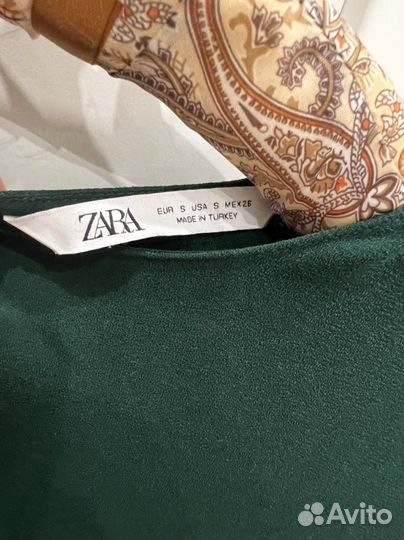 ZARA
EUR S USA S MEX 26
MADE IN TURKEY
Avito